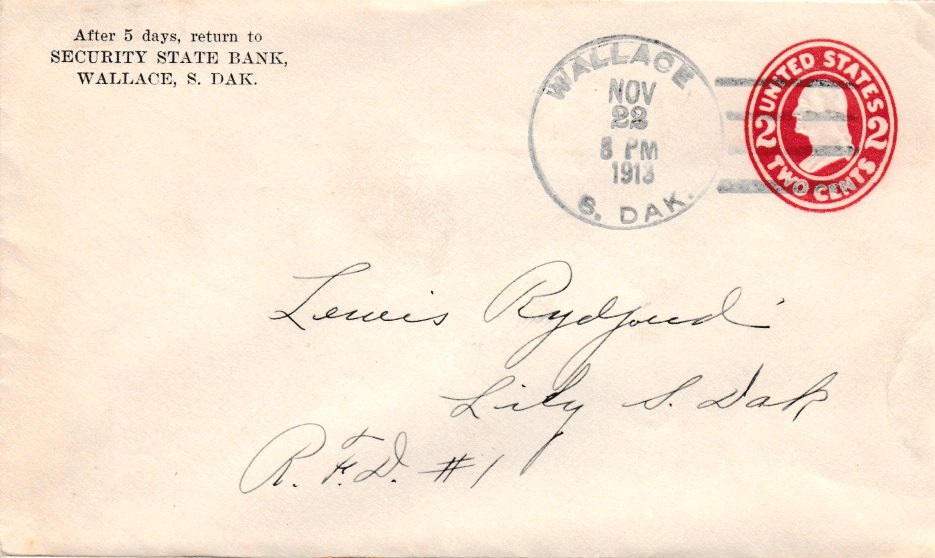 After 5 days, return to
SECURITY STATE BANK,
WALLACE, S. DAK.
WALLACE
NOV
22
8 PM
1913
S. DAK.
UNITED STATES
2 2
TWO CENTS
Lewis
Lily S. Dak
R.F.D. #1